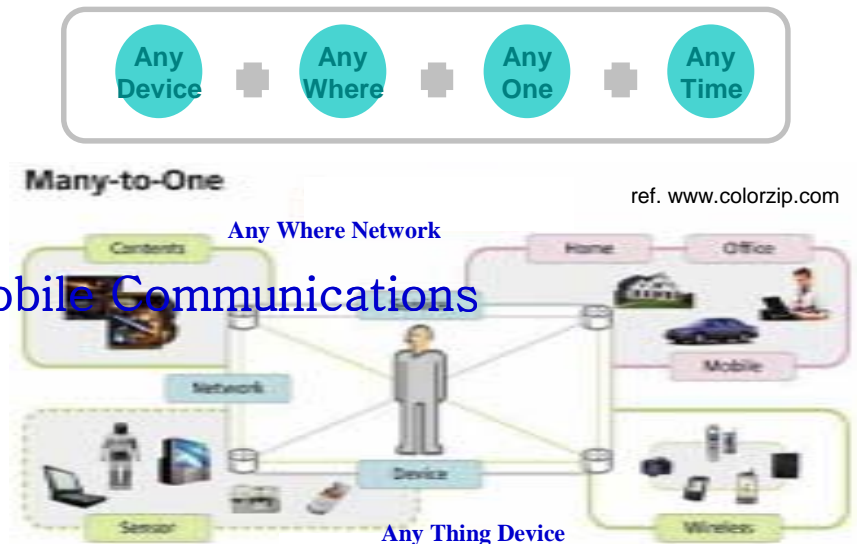 Any Device
Any Where
Any One
Any Time
Many-to-One
ref. www.colorzip.com
Any Where Network
Contents
Home
Office
obile Communications
Mobile
Network
Device
Sensor
Any Thing Device
Wireless